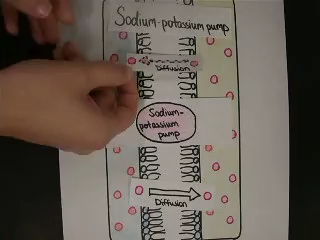 Sodium-potassium pump
Diffusion
Sodium-
potassium
pump
Diffusion